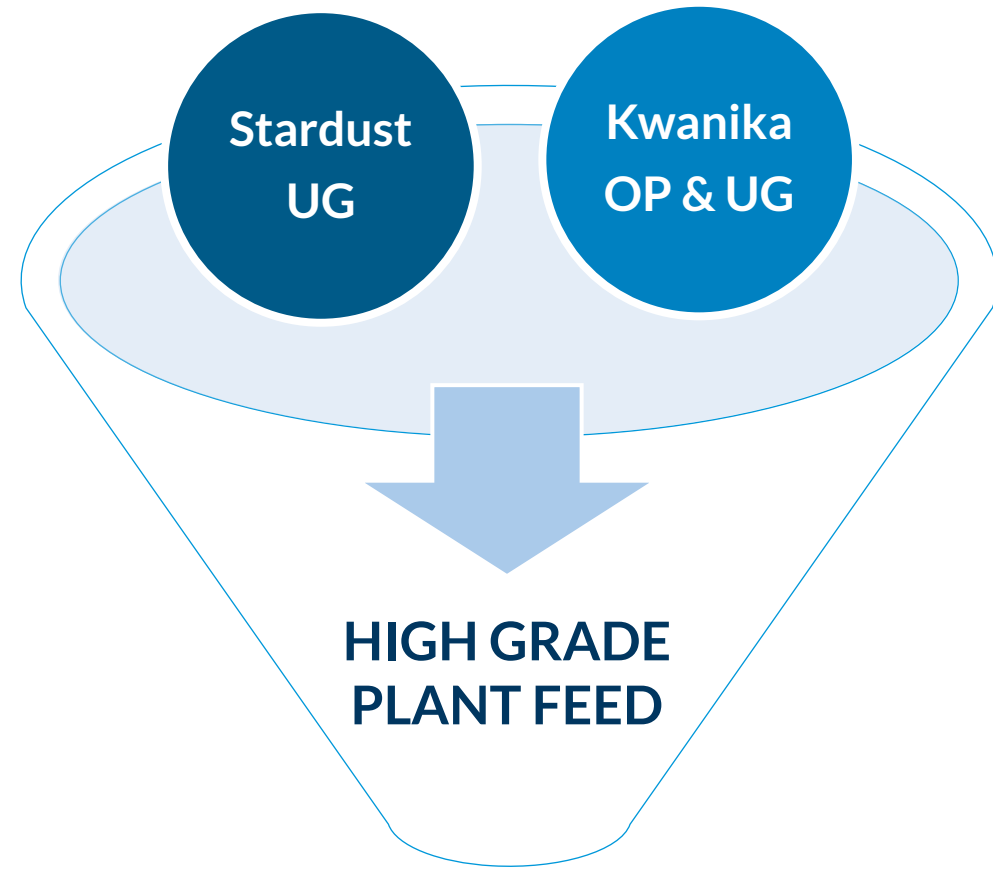 Stardust
UG
Kwanika
OP & UG
HIGH GRADE
PLANT FEED